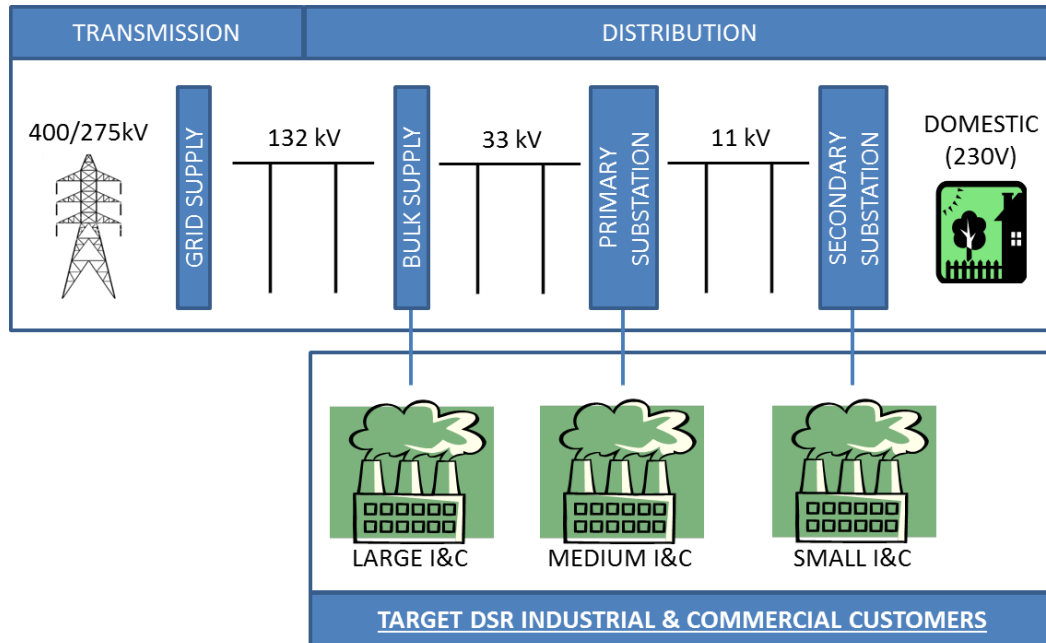 TRANSMISSION
DISTRIBUTION
400/275kV
GRID SUPPLY
132 kV
BULK SUPPLY
33 kV
PRIMARY
SUBSTATION
11 kV
SECONDARY
SUBSTATION
DOMESTIC
(230V)
LARGE I&C
MEDIUM I&C
SMALL I&C
TARGET DSR INDUSTRIAL & COMMERCIAL CUSTOMERS